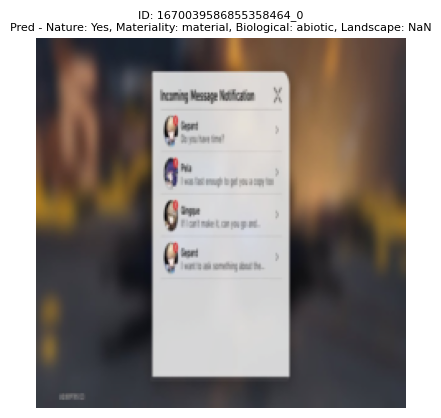 ID: 1670039586855358464_0
Pred - Nature: Yes, Materiality: material, Biological: abiotic, Landscape: NaN
Incoming Message Notification
Gepard
Do you have time?
Pela
I was fast enough to get you a copy too
Qingque
If I can't make it, can you go and..
Gepard
I want to ask something about the..